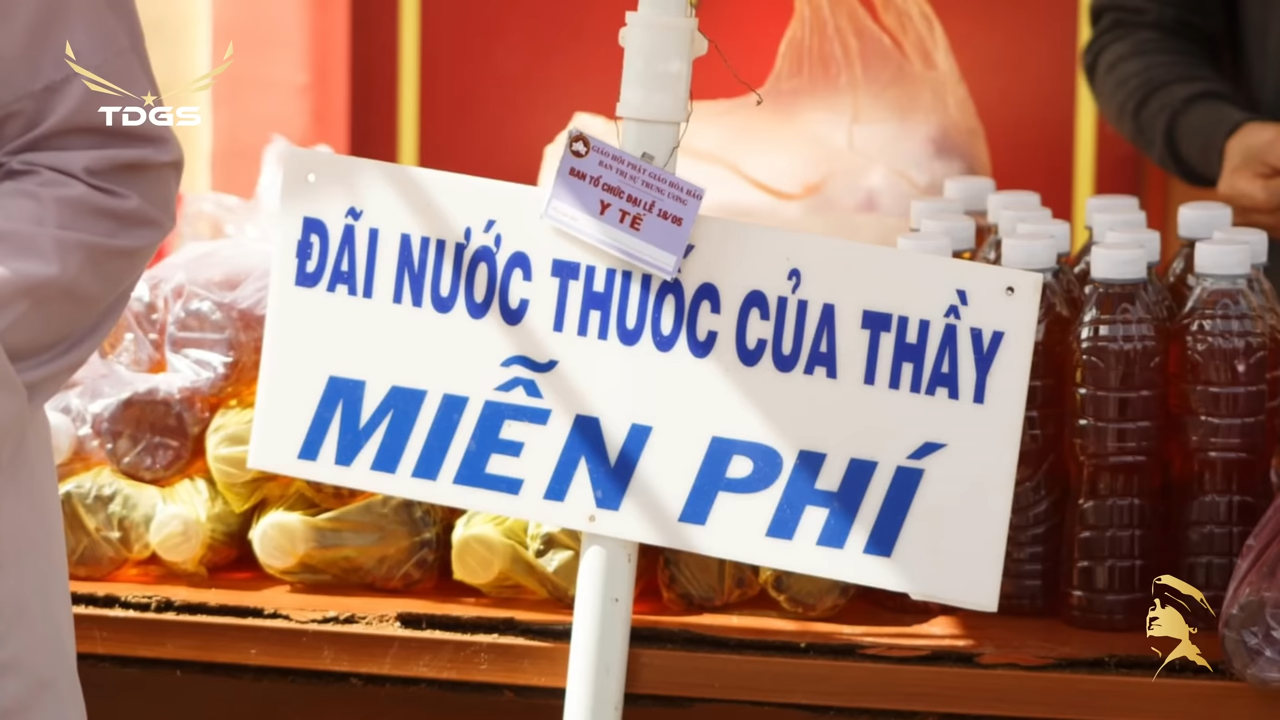 TDGS
GIÁO HỘI PHẬT GIÁO HÒA HẢO
BAN TRỊ SỰ TRUNG ƯƠNG
BAN TỔ CHỨC ĐẠI LỄ 18/05
Y TẾ
ĐÃI NƯỚC THUỐC CỦA THẦY
MIỄN PHÍ